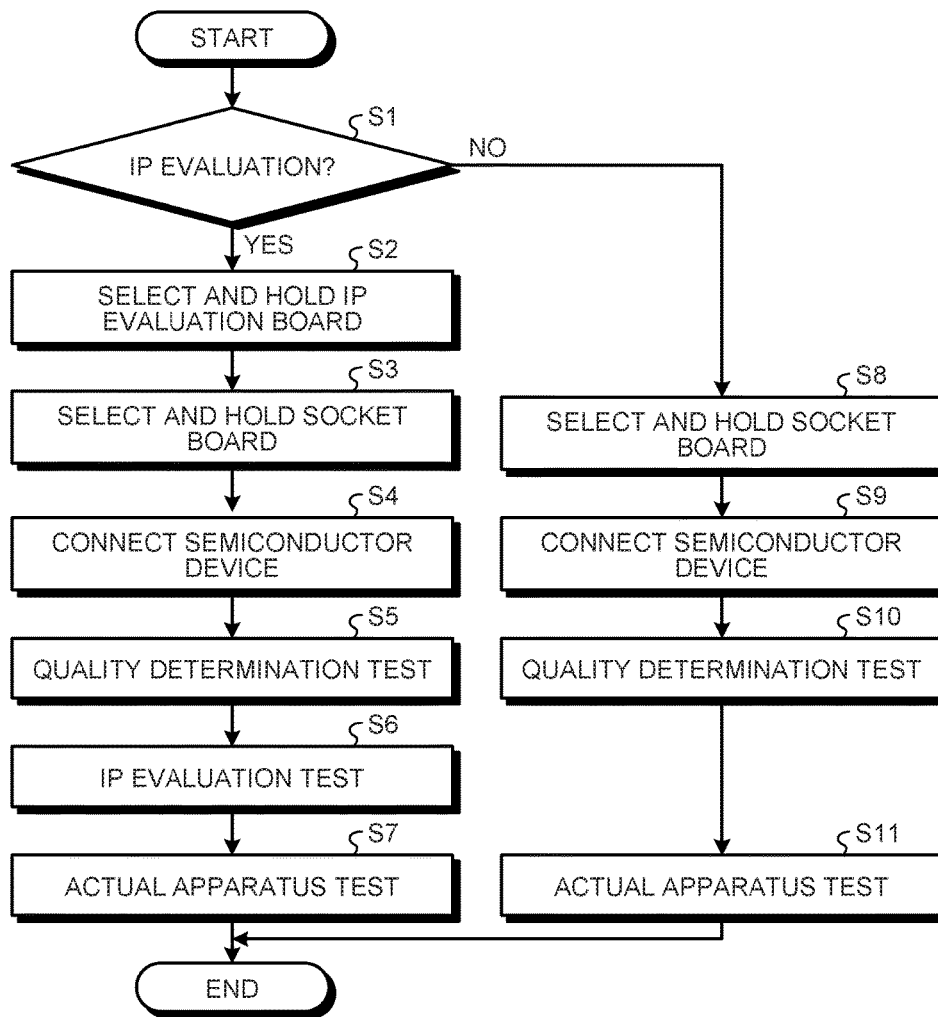 START
S1
IP EVALUATION?
NO
YES
S2
SELECT AND HOLD IP
EVALUATION BOARD
S3
SELECT AND HOLD SOCKET
BOARD
S4
CONNECT SEMICONDUCTOR
DEVICE
S5
QUALITY DETERMINATION TEST
S6
IP EVALUATION TEST
S7
ACTUAL APPARATUS TEST
S8
SELECT AND HOLD SOCKET
BOARD
S9
CONNECT SEMICONDUCTOR
DEVICE
S10
QUALITY DETERMINATION TEST
S11
ACTUAL APPARATUS TEST
END